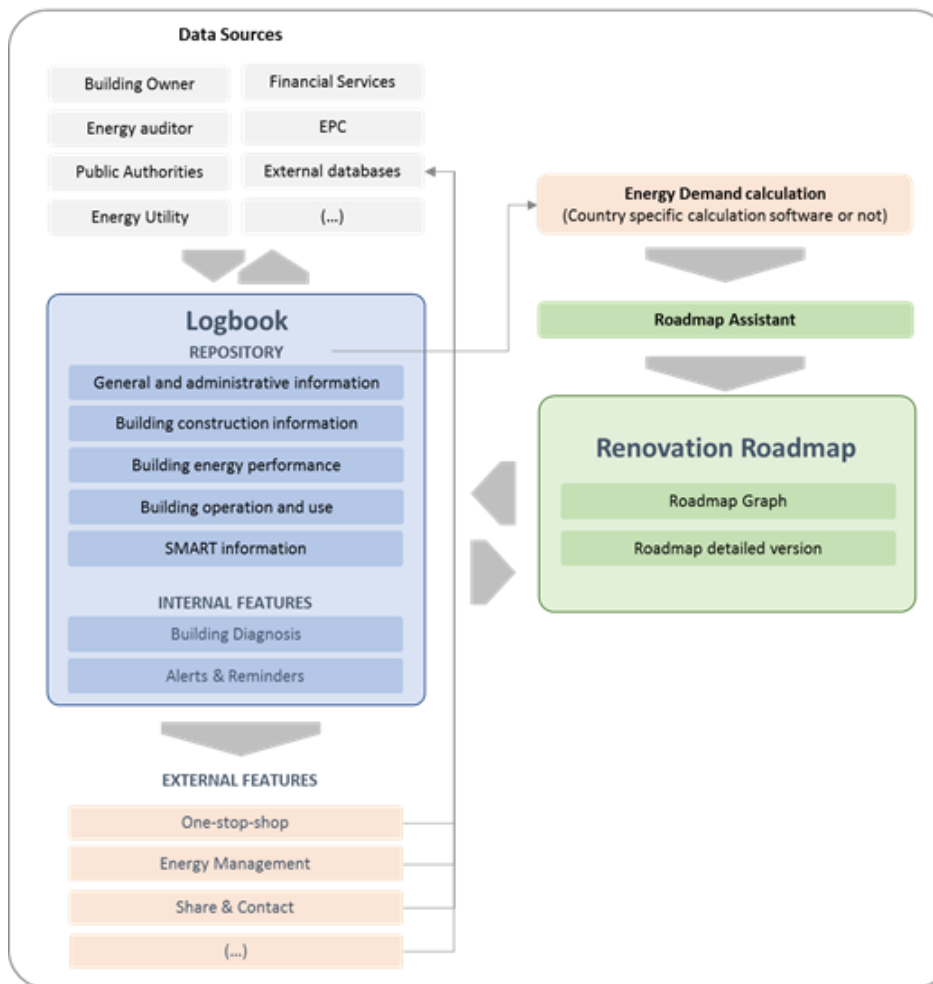 Data Sources
Building Owner
Financial Services
Energy auditor
EPC
Public Authorities
External databases
Energy Utility
(...)
Energy Demand calculation
(Country specific calculation software or not)
Roadmap Assistant
Logbook
REPOSITORY
General and administrative information
Building construction information
Building energy performance
Building operation and use
SMART information
INTERNAL FEATURES
Building Diagnosis
Alerts & Reminders
Renovation Roadmap
Roadmap Graph
Roadmap detailed version
EXTERNAL FEATURES
One-stop-shop
Energy Management
Share & Contact
(...)